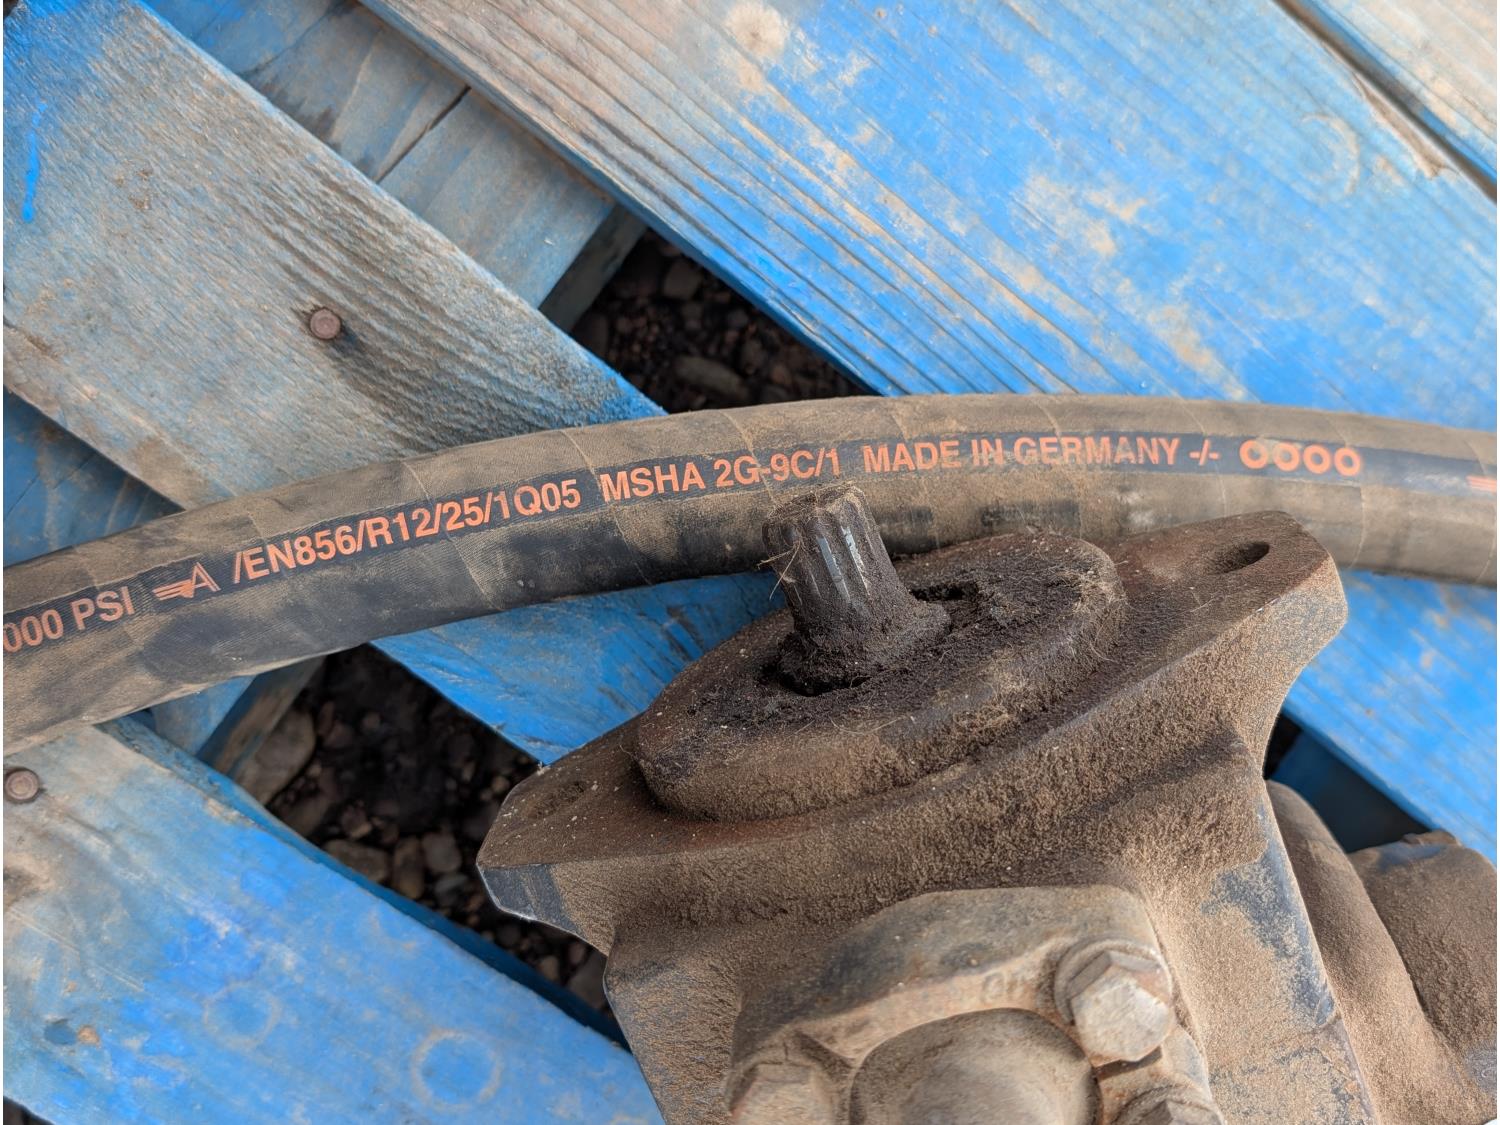 000 PSI A /EN856/R12/25/1Q05 MSHA 2G-9C/1 MADE IN GERMANY -/- OOOO